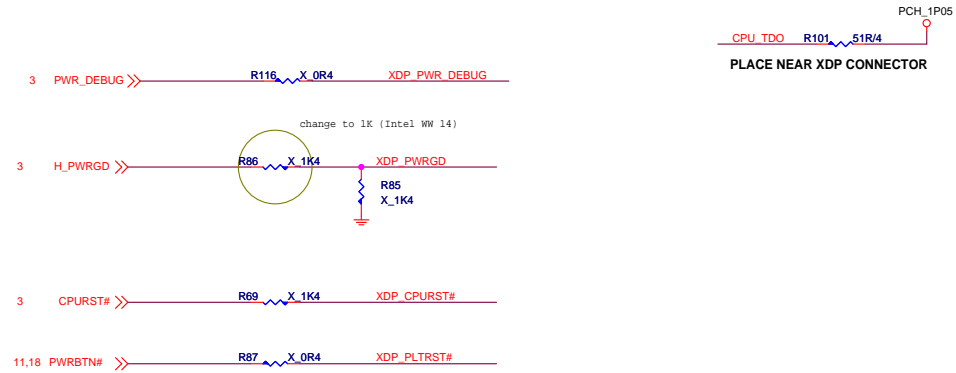 PCH_1P05
CPU_TDO R101 51R/4
PLACE NEAR XDP CONNECTOR
3 PWR_DEBUG R116 X_0R4 XDP_PWR_DEBUG
change to 1K (Intel WW 14)
3 H_PWRGD R86 X_1K4 XDP_PWRGD
R85
X_1K4
3 CPURST# R69 X_1K4 XDP_CPURST#
11,18 PWRBTN# R87 X_0R4 XDP_PLTRST#